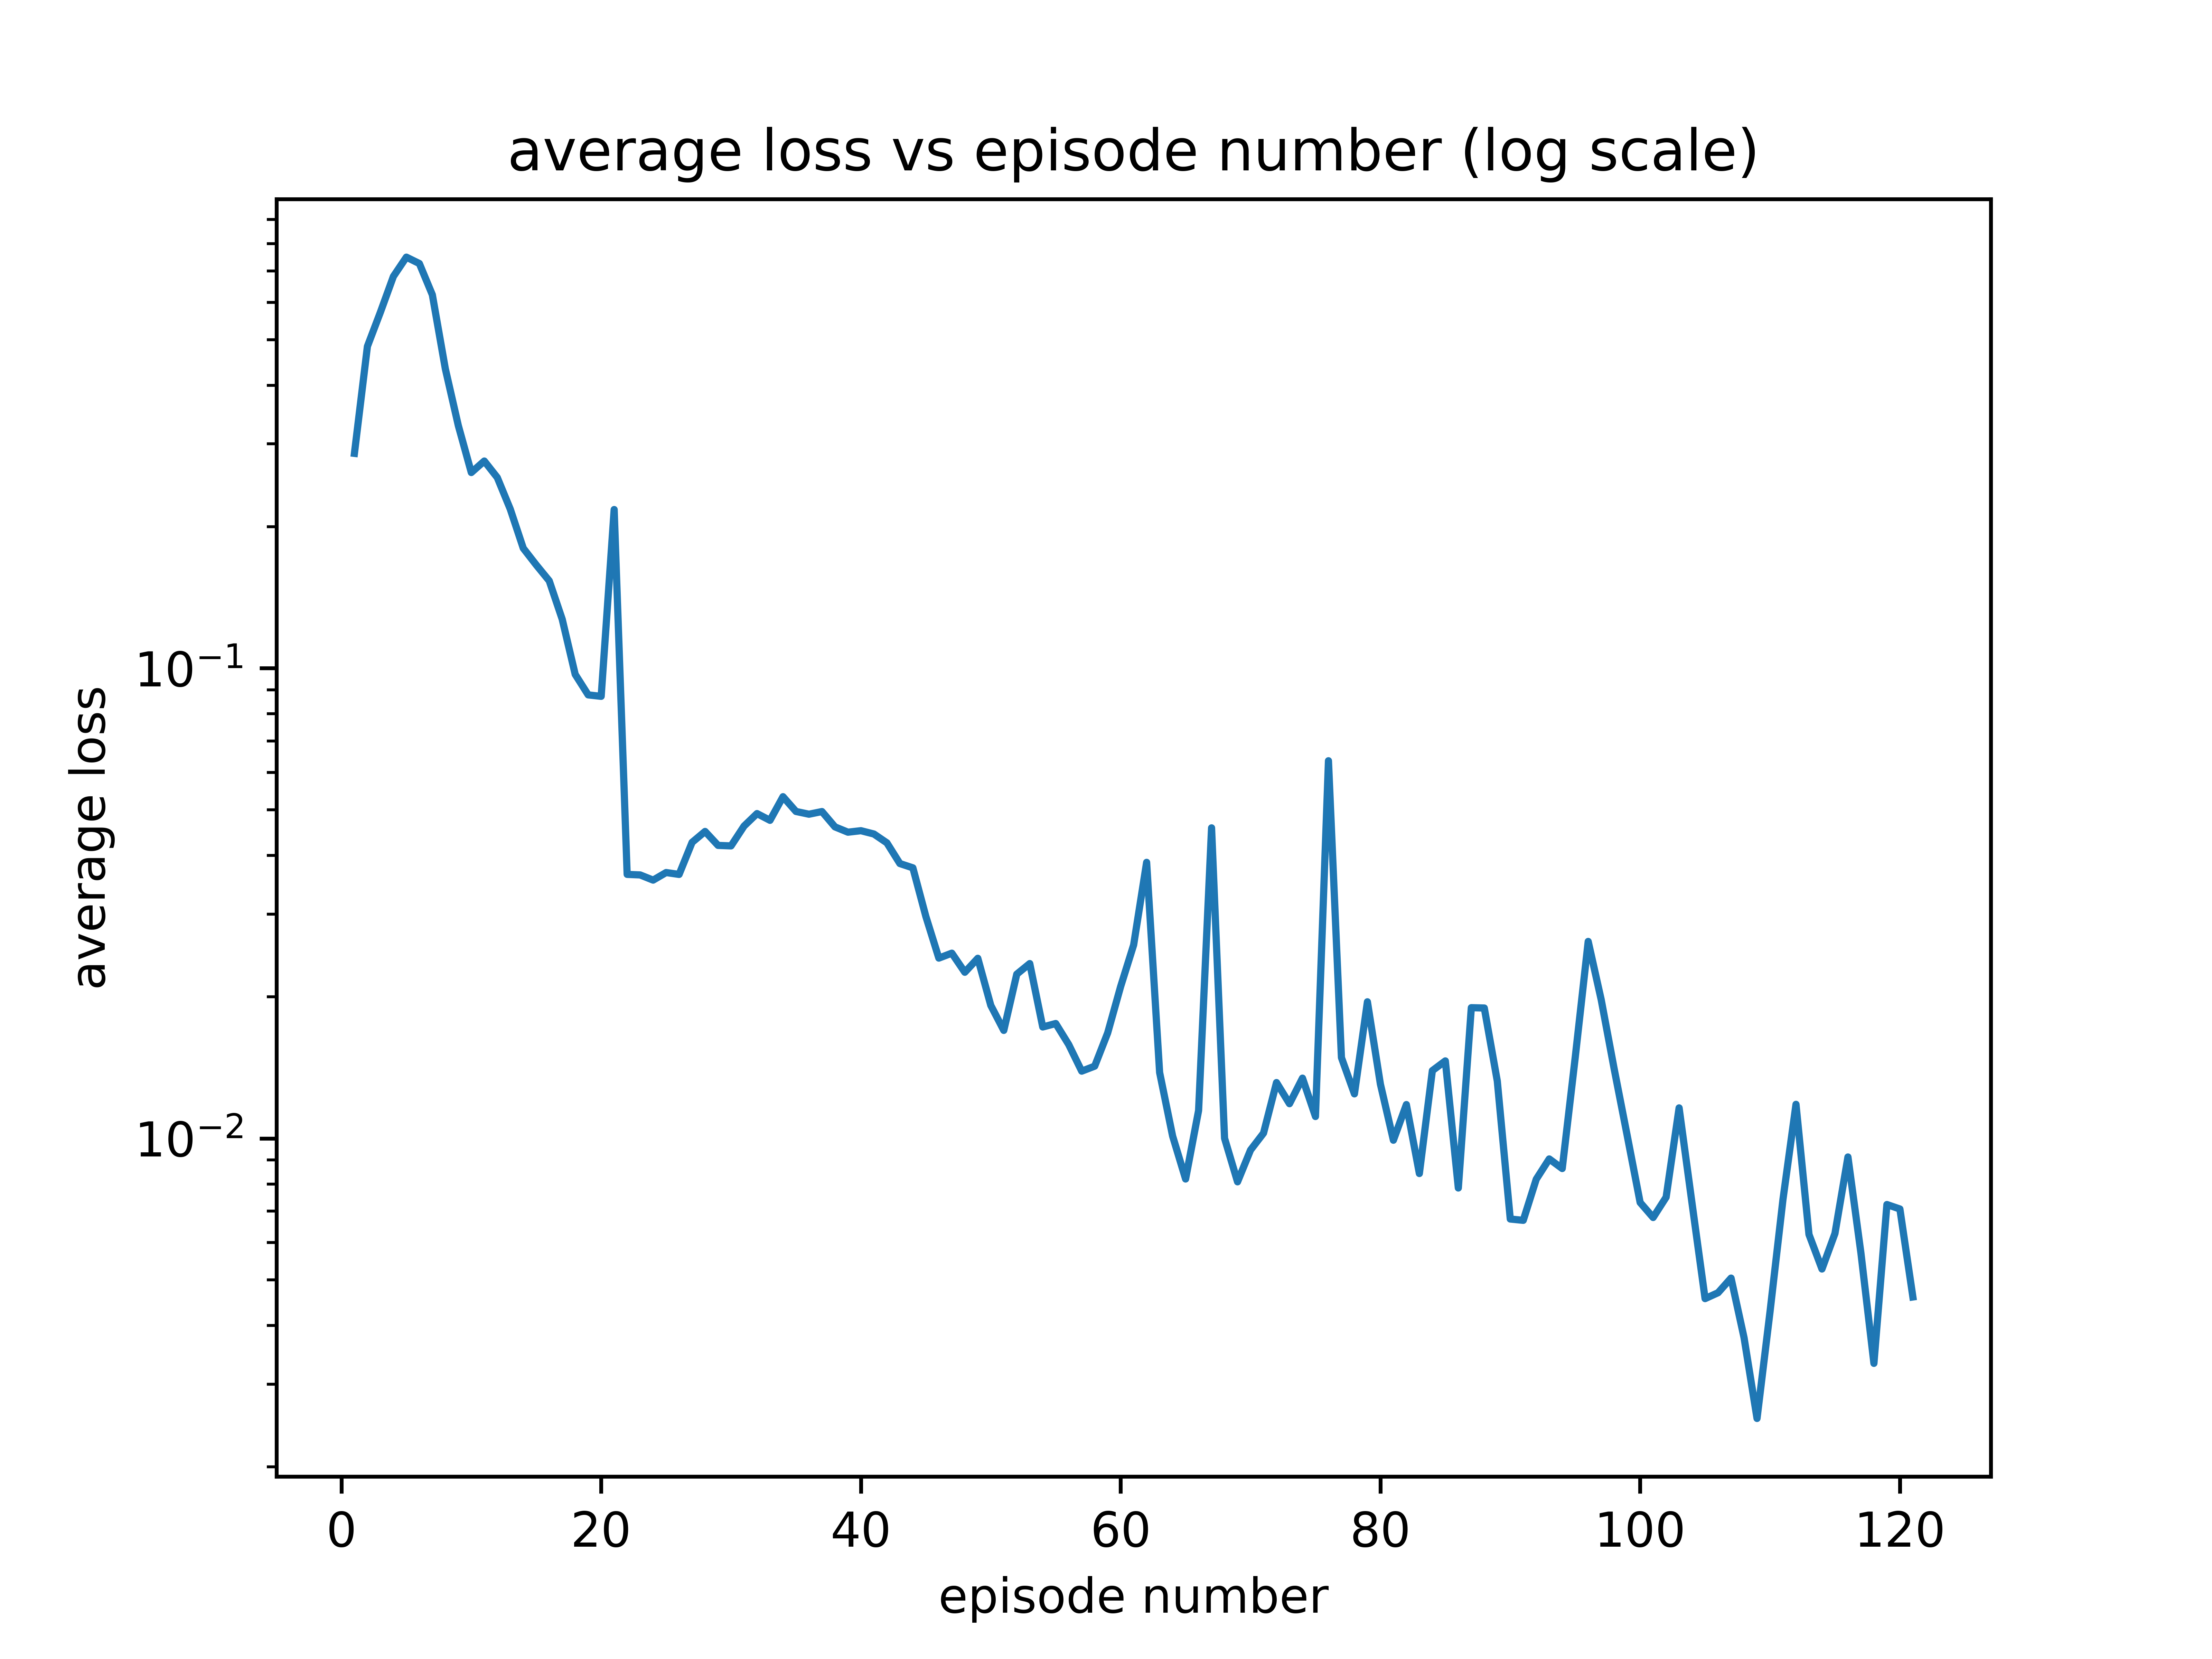 average loss vs episode number (log scale)
average loss
10⁻¹
10⁻²
0 20 40 60 80 100 120
episode number